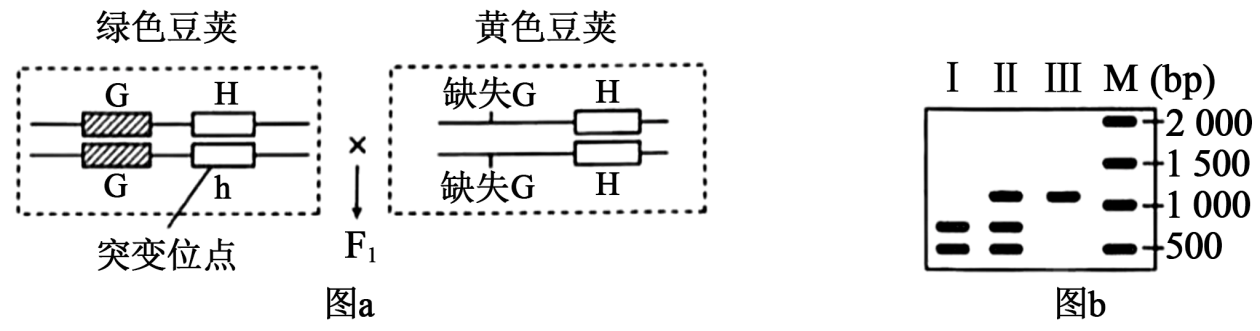 绿色豆荚
黄色豆荚
G H
G h
突变位点
缺失G H
缺失G H
×
F₁
图a
I II III M (bp)
2 000
1 500
1 000
500
图b